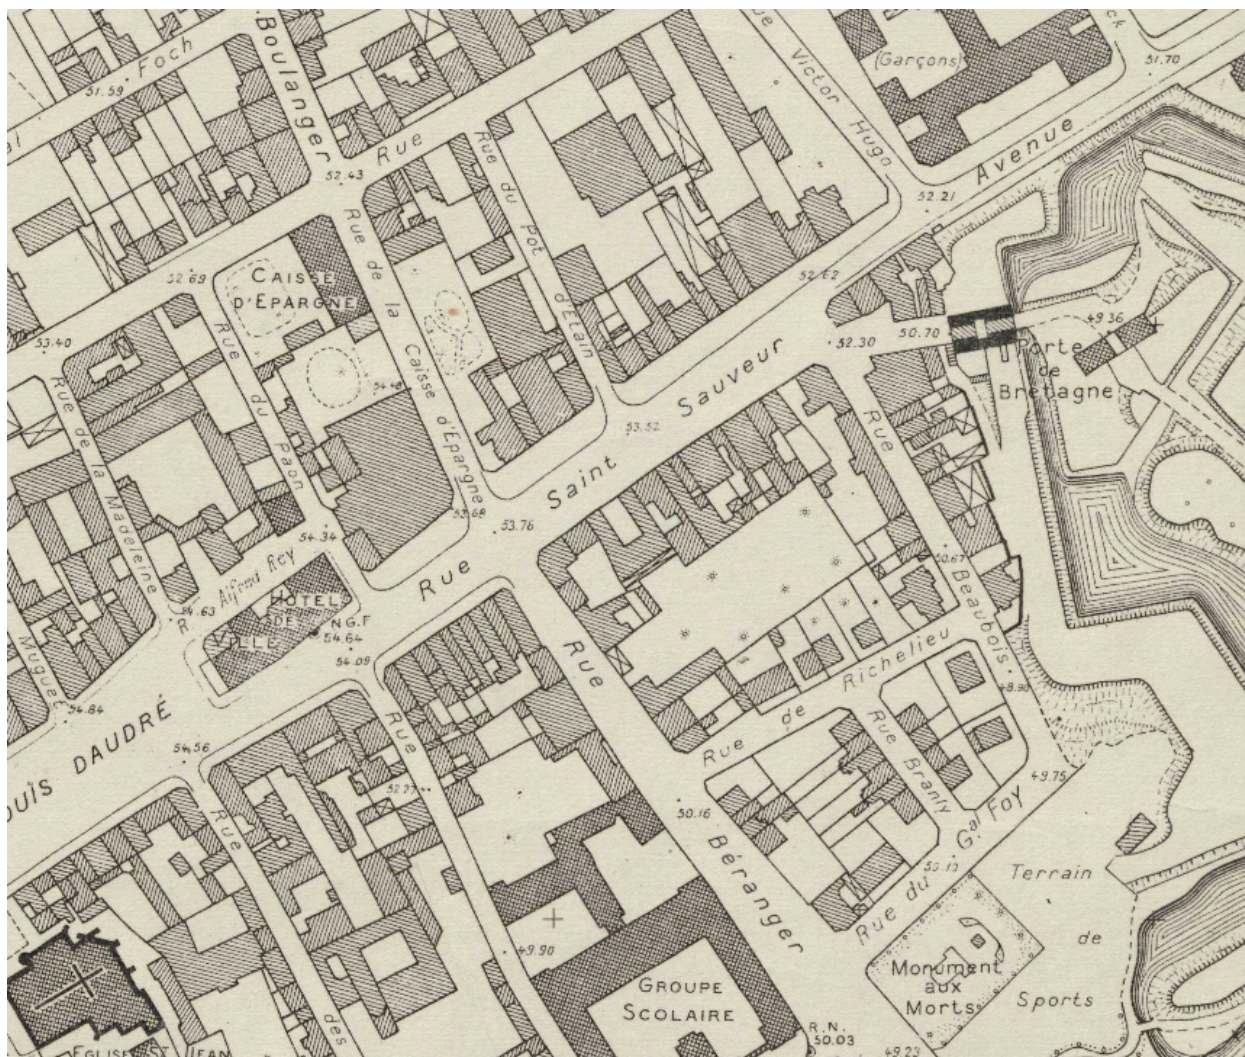 Boulanger
Foch
51.59
Rue
52.43
Victor Hugo
(Garçons)
51.70
Avenue
52.21
Rue du Pot d'Etain
Rue de la Caisse d'Epargne
CAISSE
D'EPARGNE
52.69
53.40
Rue du Paon
Rue de la Madeleine
54.48
52.62
52.30
50.70
49.36
Porte
de
Bretagne
Rue Saint Sauveur
53.52
53.68
53.76
54.34
Alfred Rey
R.
54.63
HOTEL
DE
VILLE
N.G.F
54.64
54.09
Muguet
54.84
LOUIS DAUDRÉ
54.56
Rue
Rue des
52.77
Rue Béranger
50.16
Rue de Richelieu
Rue Beaubois
50.67
48.90
Rue Branly
49.75
Rue du Gal FOY
Terrain
de
Sports
Monument
aux
Morts
49.90
GROUPE
SCOLAIRE
R.N.
50.03
49.23
EGLISE ST JEAN